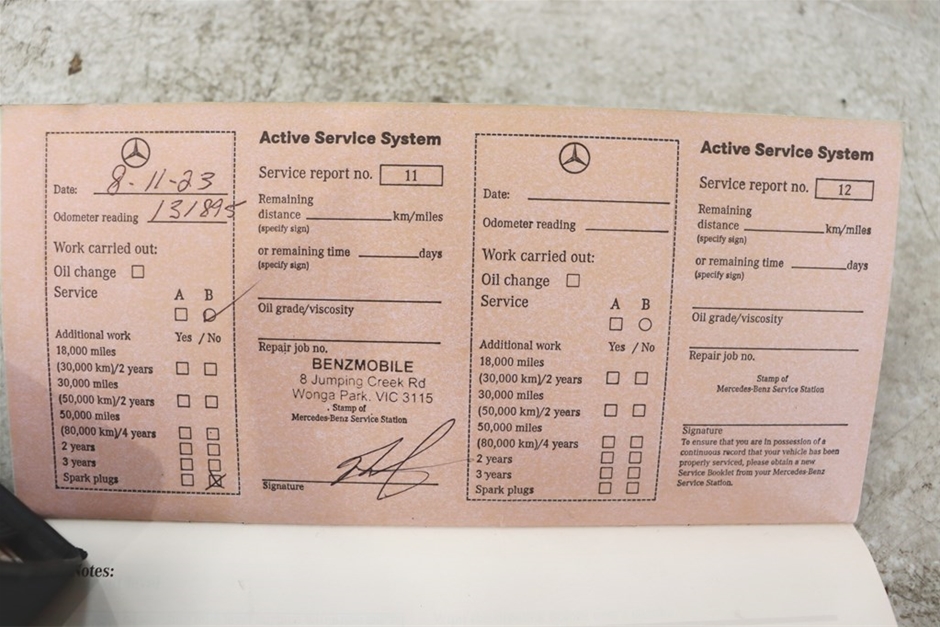 Date: 8-11-23
Odometer reading 131895
Work carried out:
Oil change
Service
A B
Additional work Yes / No
18,000 miles
(30,000 km)/2 years
30,000 miles
(50,000 km)/2 years
50,000 miles
(80,000 km)/4 years
2 years
3 years
Spark plugs
Active Service System
Service report no. 11
Remaining
distance km/miles
(specify sign)
or remaining time days
(specify sign)
Oil grade/viscosity
Repair job no.
BENZMOBILE
8 Jumping Creek Rd
Wonga Park. VIC 3115
Stamp of
Mercedes-Benz Service Station
Signature
Date:
Odometer reading
Work carried out:
Oil change
Service
A B
Additional work Yes / No
18,000 miles
(30,000 km)/2 years
30,000 miles
(50,000 km)/2 years
50,000 miles
(80,000 km)/4 years
2 years
3 years
Spark plugs
Active Service System
Service report no. 12
Remaining
distance km/miles
(specify sign)
or remaining time days
(specify sign)
Oil grade/viscosity
Repair job no.
Stamp of
Mercedes-Benz Service Station
Signature
To ensure that you are in possession of a
continuous record that your vehicle has been
properly serviced, please obtain a new
Service Booklet from your Mercedes-Benz
Service Station.